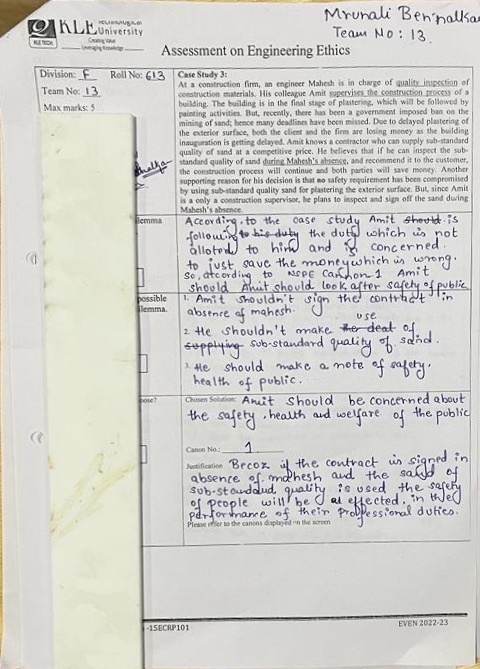 Mrunali Bennalkar
Team No: 13.
KLE Technological University
Creating Value
Leveraging Knowledge
KLE TECH
Assessment on Engineering Ethics
Division: F Roll No: 613
Team No: 13
Max marks: 5
Case Study 3:
At a construction firm, an engineer Mahesh is in charge of quality inspection of
construction materials. His colleague Amit supervises the construction process of a
building. The building is in the final stage of plastering, which will be followed by
painting activities. But, recently, there has been a government imposed ban on the
mining of sand; hence many deadlines have been missed. Due to delayed plastering of
the exterior surface, both the client and the firm are losing money as the building
inauguration is getting delayed. Amit knows a contractor who can supply sub-standard
quality of sand at a competitive price. He believes that if he can inspect the sub-
standard quality of sand during Mahesh's absence, and recommend it to the customer,
the construction process will continue and both parties will save money. Another
supporting reason for his decision is that no safety requirement has been compromised
by using sub-standard quality sand for plastering the exterior surface. But, since Amit
is only a construction supervisor, he plans to inspect and sign off the sand during
Mahesh's absence.
ilemma
According to the case study Amit should is
following to his duty the duty which is not
alloted to him and is concerned
to just save the money which is wrong.
So, according to NSPE Cannon 1 Amit
should Amit should look after safety of public
possible
ilemma.
1. Amit shouldn't sign the contract in
absence of mahesh.
2. He shouldn't make the deal use of
supplying sub-standard quality of sand.
3. He should make a note of safety,
health of public.
pose?
Chosen Solution: Amit should be concerned about
the safety, health and welfare of the public
Canon No.: 1
Justification Becoz if the contract is signed in
absence of mahesh and the sand of
sub-standard quality is used the safety
of people will be effected, in the
performance of their professional duties.
Please refer to the canons displayed on the screen
-15ECRP101
EVEN 2022-23